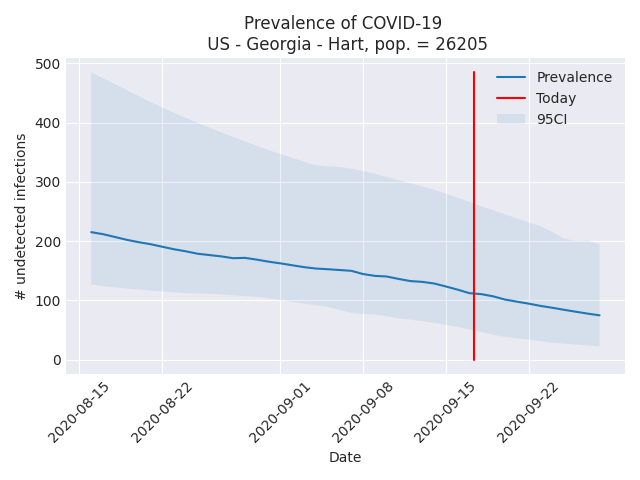 Prevalence of COVID-19
US - Georgia - Hart, pop. = 26205
Prevalence
Today
95CI
# undetected infections
500
400
300
200
100
0
2020-08-15
2020-08-22
2020-09-01
2020-09-08
2020-09-15
2020-09-22
Date